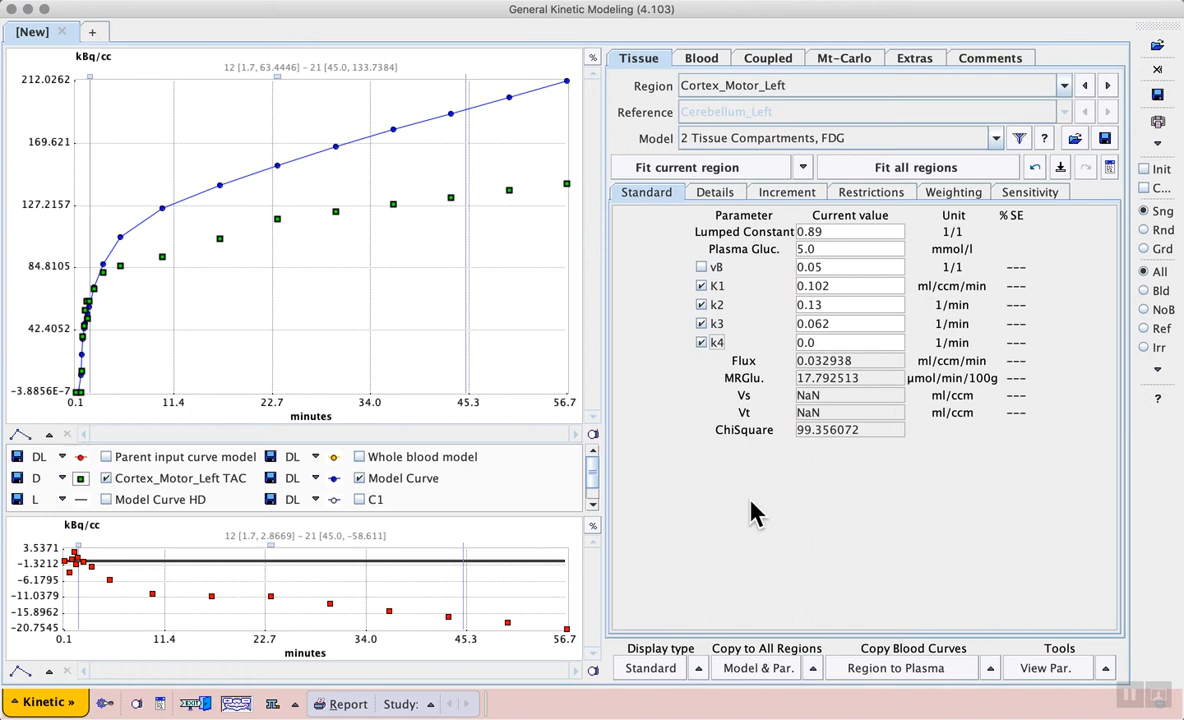 General Kinetic Modeling (4.103)
[New]
+
kBq/cc
12 [1.7, 63.4446] – 21 [45.0, 133.7384]
%
212.0262
169.621
127.2157
84.8105
42.4052
-3.8856E-7
0.1 11.4 22.7 34.0 45.3 56.7
minutes
DL Parent input curve model DL Whole blood model
D Cortex_Motor_Left TAC DL Model Curve
L Model Curve HD DL C1
kBq/cc
12 [1.7, 2.8669] – 21 [45.0, -58.611]
%
3.5371
-1.3212
-6.1795
-11.0379
-15.8962
-20.7545
0.1 11.4 22.7 34.0 45.3 56.7
minutes
Tissue Blood Coupled Mt-Carlo Extras Comments
Region Cortex_Motor_Left
Reference Cerebellum_Left
Model 2 Tissue Compartments, FDG ?
Fit current region Fit all regions
Standard Details Increment Restrictions Weighting Sensitivity
Parameter Current value Unit % SE
Lumped Constant 0.89 1/1
Plasma Gluc. 5.0 mmol/l
vB 0.05 1/1 ---
K1 0.102 ml/ccm/min ---
k2 0.13 1/min ---
k3 0.062 1/min ---
k4 0.0 1/min ---
Flux 0.032938 ml/ccm/min ---
MRGlu. 17.792513 µmol/min/100g ---
Vs NaN ml/ccm ---
Vt NaN ml/ccm ---
ChiSquare 99.356072
Display type Copy to All Regions Copy Blood Curves Tools
Standard Model & Par. Region to Plasma View Par.
Init
C...
Sng
Rnd
Grd
All
Bld
NoB
Ref
Irr
?
Kinetic » Report Study: